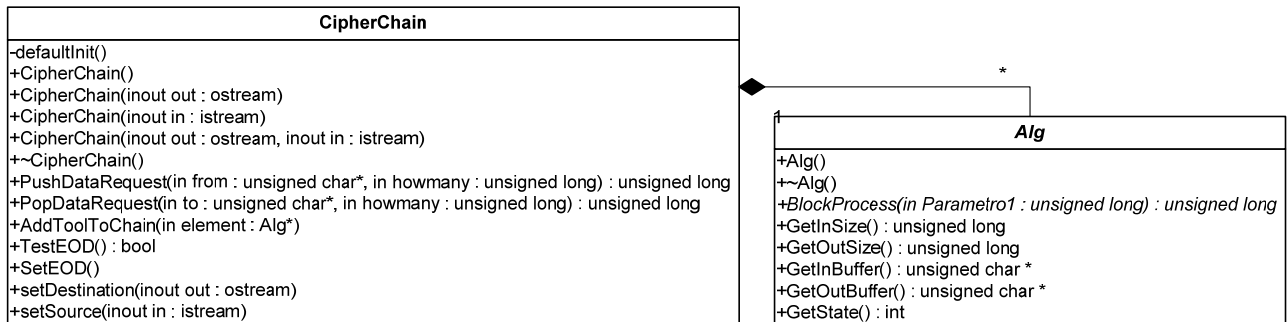 CipherChain
-defaultInit()
+CipherChain()
+CipherChain(inout out : ostream)
+CipherChain(inout in : istream)
+CipherChain(inout out : ostream, inout in : istream)
+~CipherChain()
+PushDataRequest(in from : unsigned char*, in howmany : unsigned long) : unsigned long
+PopDataRequest(in to : unsigned char*, in howmany : unsigned long) : unsigned long
+AddToolToChain(in element : Alg*)
+TestEOD() : bool
+SetEOD()
+setDestination(inout out : ostream)
+setSource(inout in : istream)
*
1
Alg
+Alg()
+~Alg()
+BlockProcess(in Parametro1 : unsigned long) : unsigned long
+GetInSize() : unsigned long
+GetOutSize() : unsigned long
+GetInBuffer() : unsigned char *
+GetOutBuffer() : unsigned char *
+GetState() : int